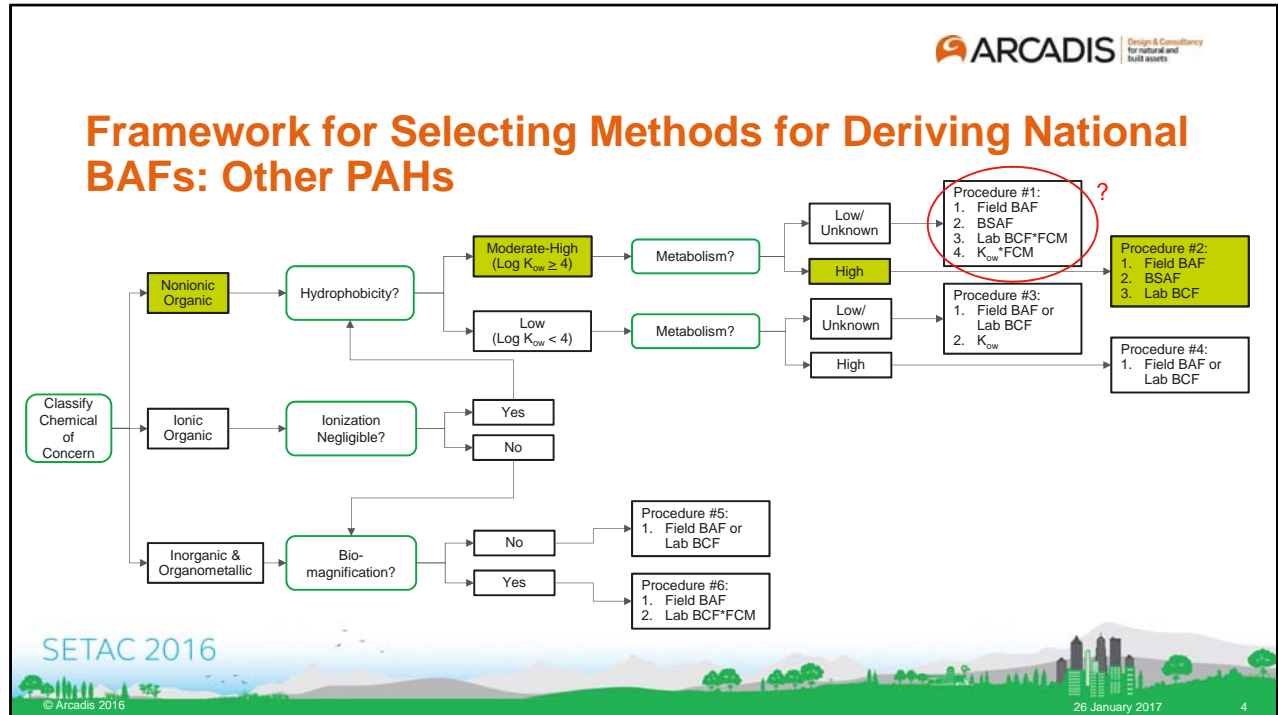 ARCADIS
Design & Consultancy
for natural and
built assets
Framework for Selecting Methods for Deriving National
BAFs: Other PAHs
Classify
Chemical
of
Concern
Nonionic
Organic
Hydrophobicity?
Moderate-High
(Log Kow ≥ 4)
Metabolism?
Low/
Unknown
Procedure #1:
1. Field BAF
2. BSAF
3. Lab BCF*FCM
4. Kow*FCM
?
High
Procedure #2:
1. Field BAF
2. BSAF
3. Lab BCF
Low
(Log Kow < 4)
Metabolism?
Low/
Unknown
Procedure #3:
1. Field BAF or
Lab BCF
2. Kow
High
Procedure #4:
1. Field BAF or
Lab BCF
Ionic
Organic
Ionization
Negligible?
Yes
No
Inorganic &
Organometallic
Bio-
magnification?
No
Procedure #5:
1. Field BAF or
Lab BCF
Yes
Procedure #6:
1. Field BAF
2. Lab BCF*FCM
SETAC 2016
© Arcadis 2016
26 January 2017
4